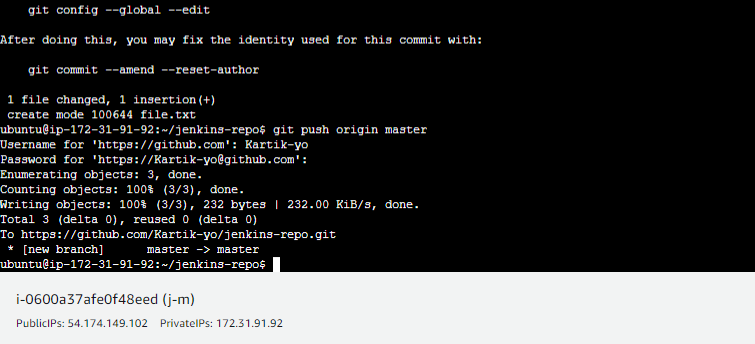 git config --global --edit
After doing this, you may fix the identity used for this commit with:
git commit --amend --reset-author
1 file changed, 1 insertion(+)
create mode 100644 file.txt
ubuntu@ip-172-31-91-92:~/jenkins-repo$ git push origin master
Username for 'https://github.com': Kartik-yo
Password for 'https://Kartik-yo@github.com':
Enumerating objects: 3, done.
Counting objects: 100% (3/3), done.
Writing objects: 100% (3/3), 232 bytes | 232.00 KiB/s, done.
Total 3 (delta 0), reused 0 (delta 0)
To https://github.com/Kartik-yo/jenkins-repo.git
* [new branch]      master -> master
ubuntu@ip-172-31-91-92:~/jenkins-repo$
i-0600a37afe0f48eed (j-m)
PublicIPs: 54.174.149.102    PrivateIPs: 172.31.91.92